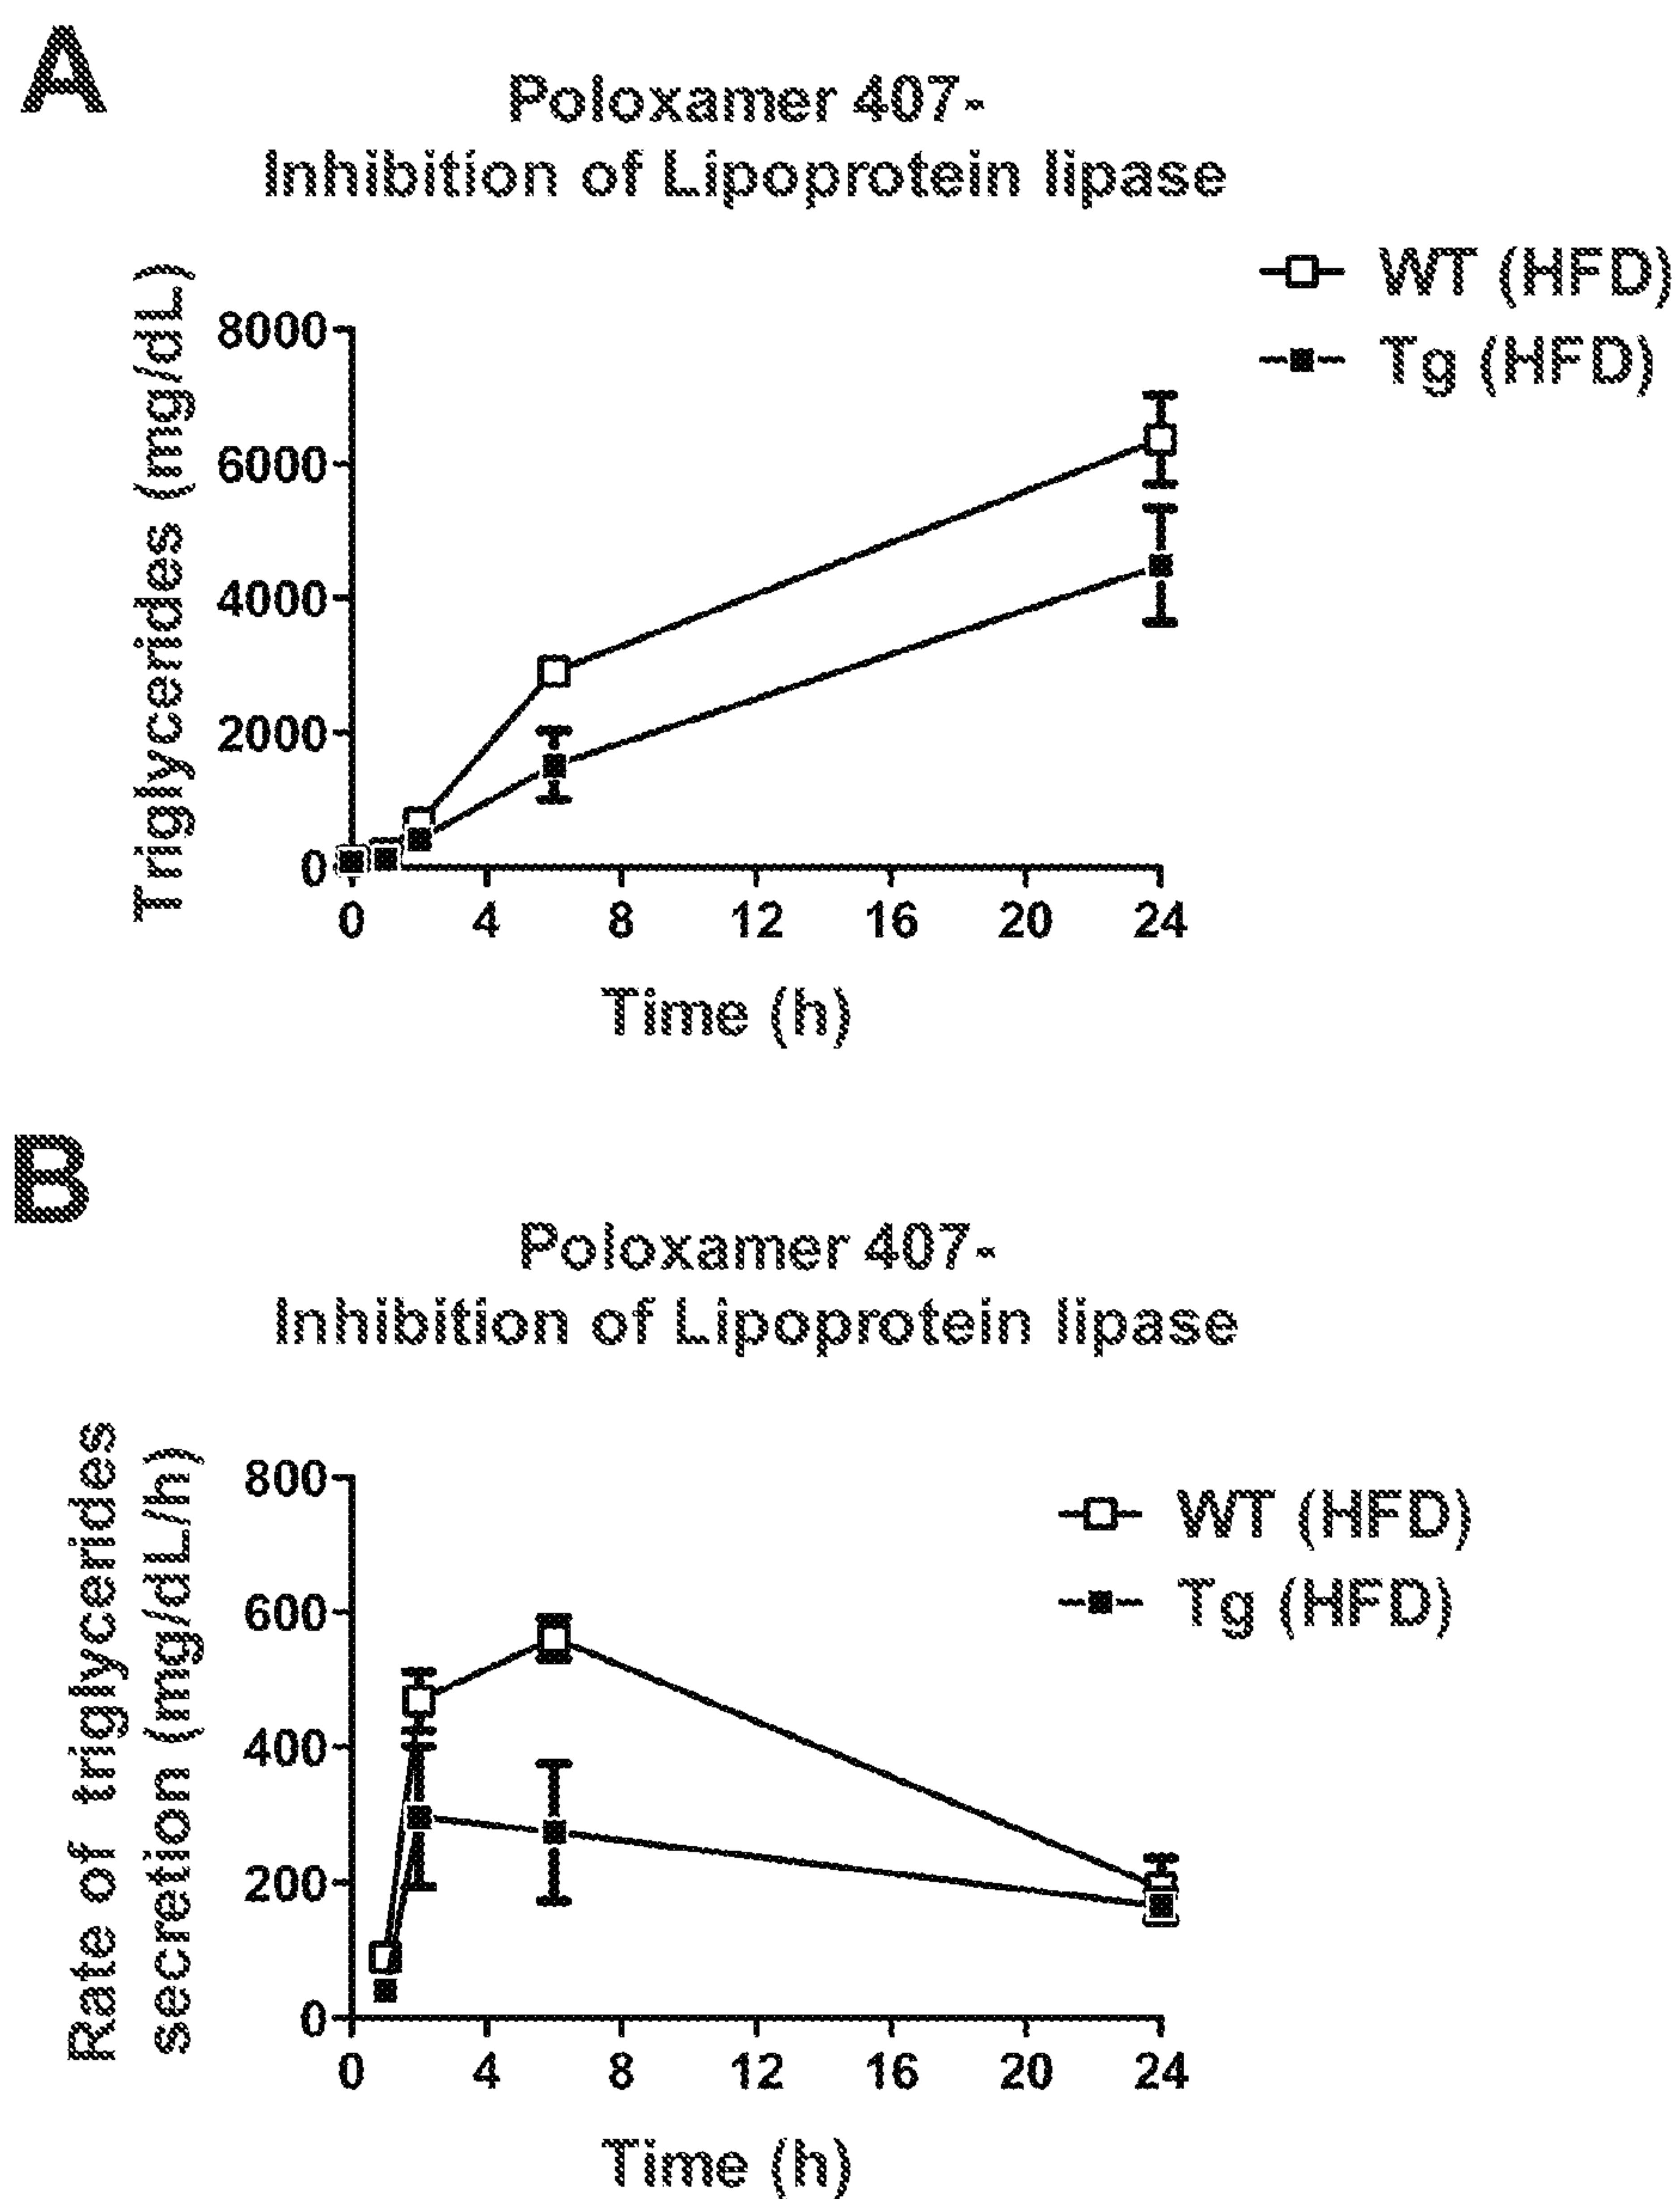 A
Poloxamer 407-
Inhibition of Lipoprotein lipase
WT (HFD)
Tg (HFD)
Triglycerides (mg/dL)
8000
6000
4000
2000
0
0 4 8 12 16 20 24
Time (h)
B
Poloxamer 407-
Inhibition of Lipoprotein lipase
WT (HFD)
Tg (HFD)
Rate of triglycerides
secretion (mg/dL/h)
800
600
400
200
0
0 4 8 12 16 20 24
Time (h)